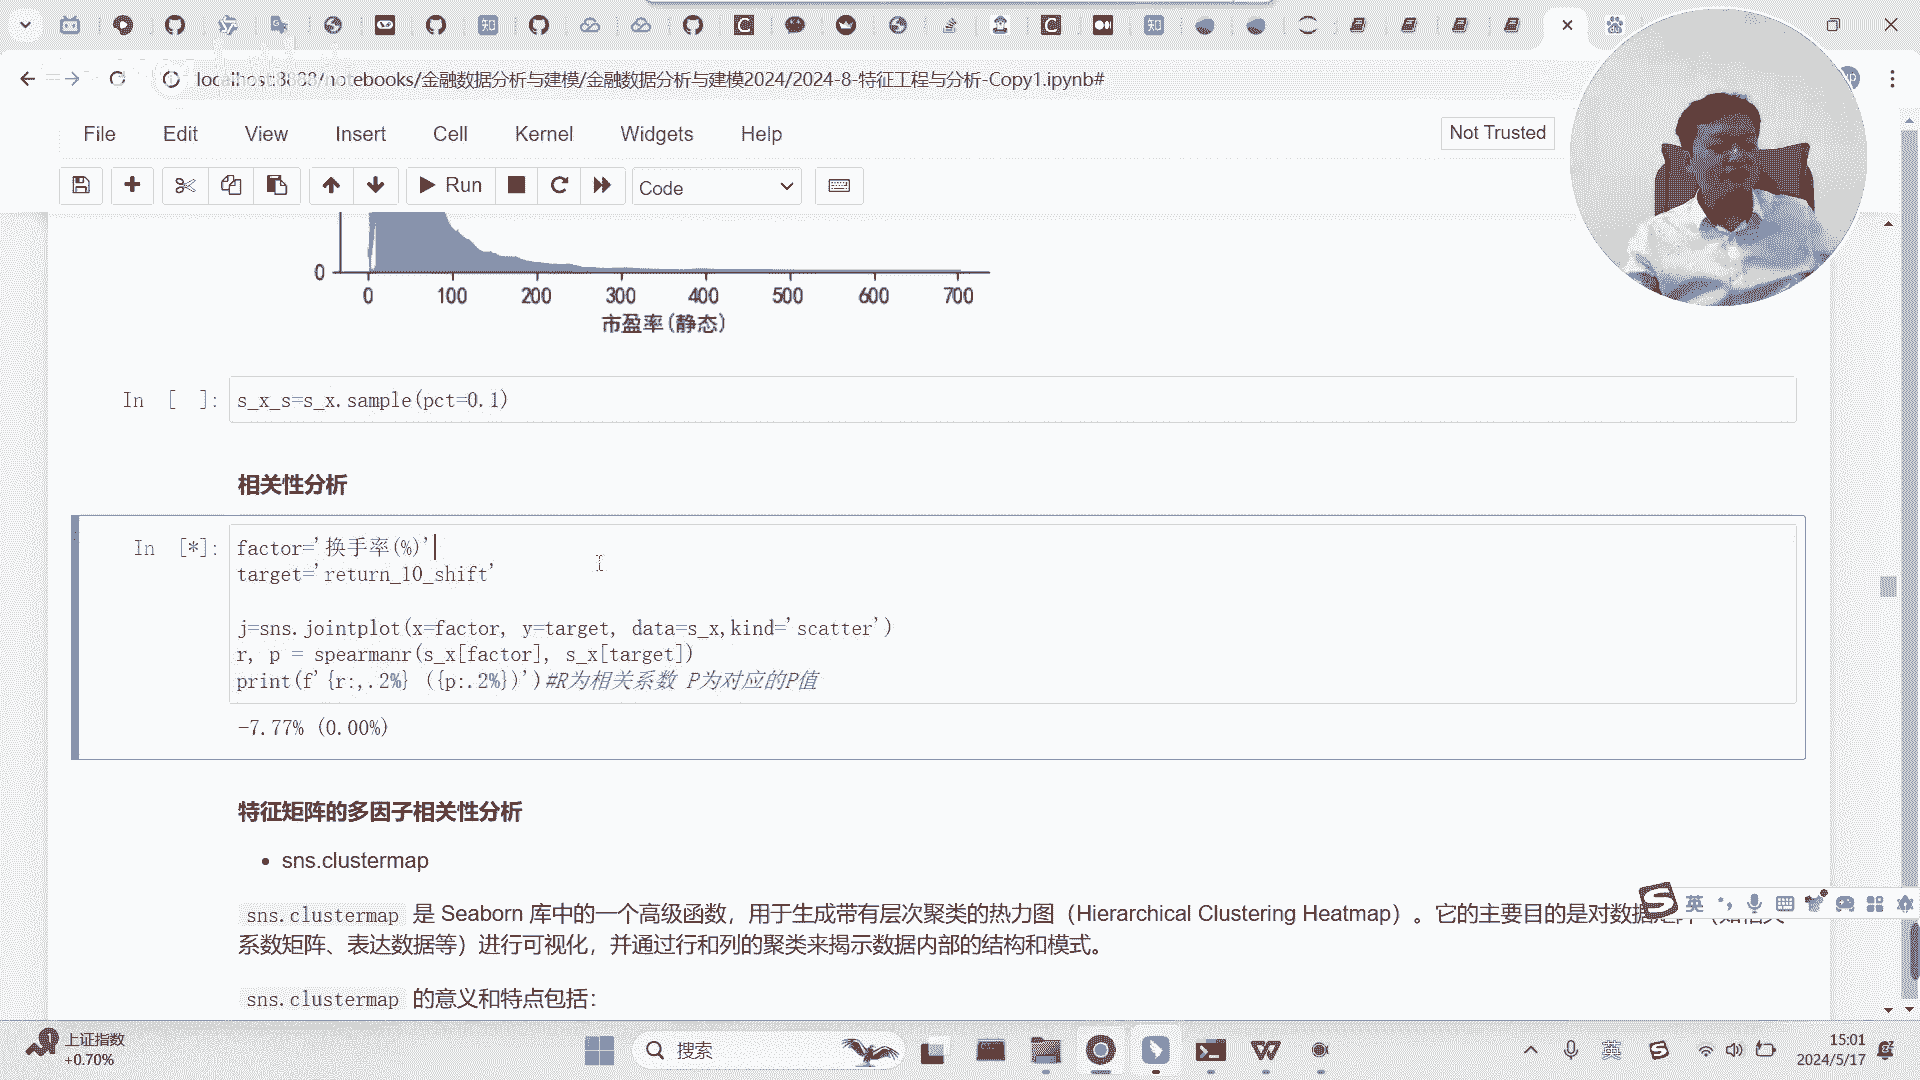 localhost:8888/notebooks/金融数据分析与建模/金融数据分析与建模2024/2024-8-特征工程与分析-Copy1.ipynb#
File Edit View Insert Cell Kernel Widgets Help
Not Trusted
Run
Code
0
0 100 200 300 400 500 600 700
市盈率(静态)
In [ ]: s_x_s=s_x.sample(pct=0.1)
相关性分析
In [*]: factor='换手率(%)'
target='return_10_shift'
j=sns.jointplot(x=factor, y=target, data=s_x,kind='scatter')
r, p = spearmanr(s_x[factor], s_x[target])
print(f'{r:,.2%} ({p:.2%})')#R为相关系数 P为对应的P值
-7.77% (0.00%)
特征矩阵的多因子相关性分析
• sns.clustermap
sns.clustermap 是 Seaborn 库中的一个高级函数，用于生成带有层次聚类的热力图（Hierarchical Clustering Heatmap）。它的主要目的是对数据
系数矩阵、表达数据等）进行可视化，并通过行和列的聚类来揭示数据内部的结构和模式。
sns.clustermap 的意义和特点包括：
英
上证指数
+0.70%
搜索
英
15:01
2024/5/17